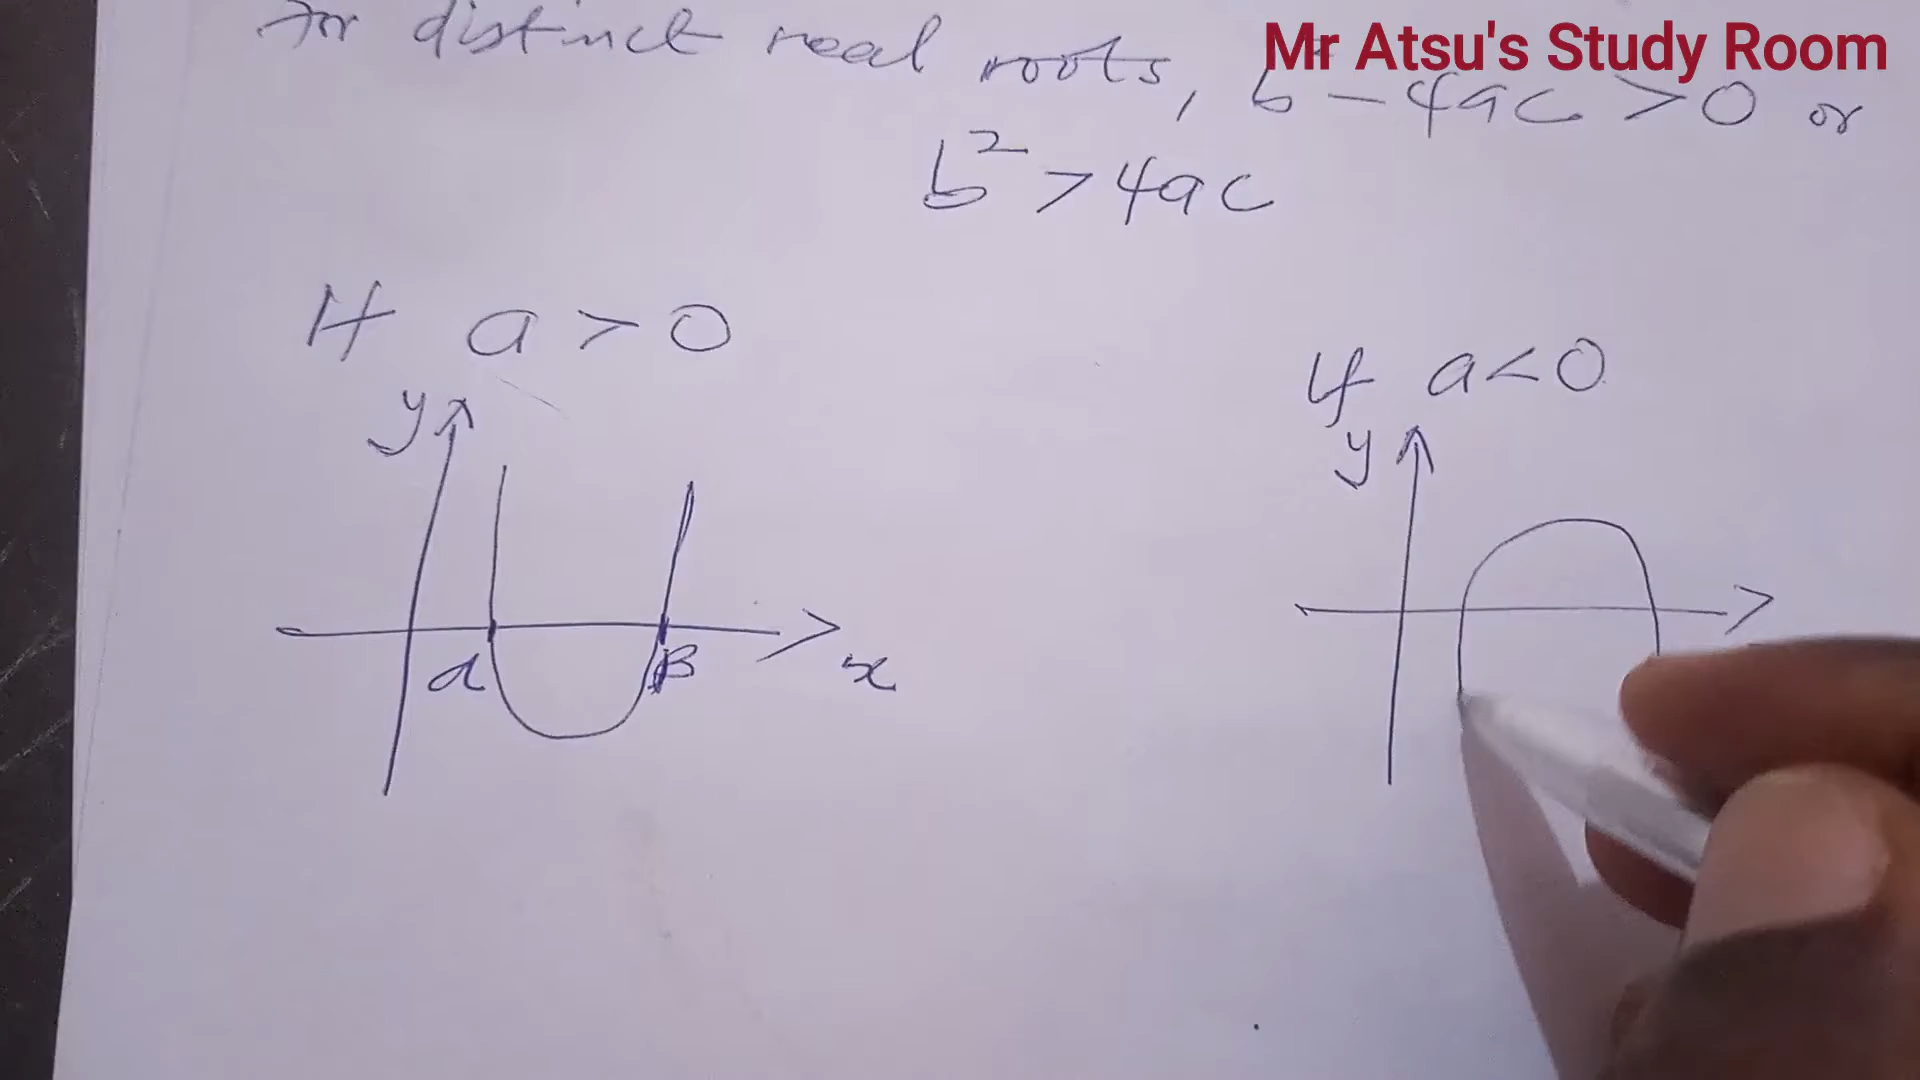 Mr Atsu's Study Room
For distinct real roots, b² - 4ac > 0 or
b² > 4ac
If a > 0
If a < 0
y
y
α
β
x